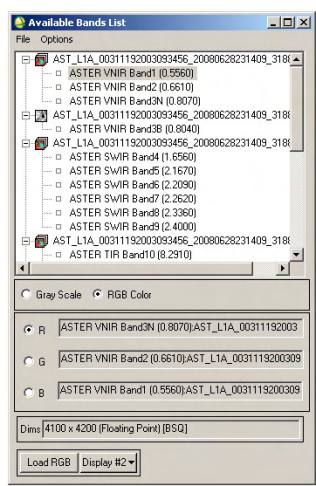 Available Bands List
File Options
AST_L1A_00311192003093456_20080628231409_318
ASTER VNIR Band1 (0.5560)
ASTER VNIR Band2 (0.6610)
ASTER VNIR Band3N (0.8070)
AST_L1A_00311192003093456_20080628231409_318
ASTER VNIR Band3B (0.8040)
AST_L1A_00311192003093456_20080628231409_318
ASTER SWIR Band4 (1.6560)
ASTER SWIR Band5 (2.1670)
ASTER SWIR Band6 (2.2090)
ASTER SWIR Band7 (2.2620)
ASTER SWIR Band8 (2.3360)
ASTER SWIR Band9 (2.4000)
AST_L1A_00311192003093456_20080628231409_318
ASTER TIR Band10 (8.2910)
Gray Scale RGB Color
R ASTER VNIR Band3N (0.8070):AST_L1A_00311192003
G ASTER VNIR Band2 (0.6610):AST_L1A_0031119200309
B ASTER VNIR Band1 (0.5560):AST_L1A_0031119200309
Dims 4100 x 4200 (Floating Point) [BSQ]
Load RGB Display #2